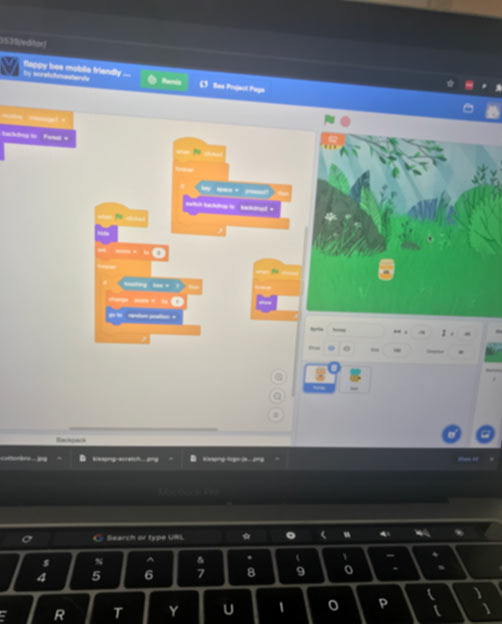 0539/editor/
flappy bee mobile friendly ...
by scratchmastervix
Remix
See Project Page
receive message1
backdrop to Forest
when clicked
forever
if key space pressed? then
switch backdrop to backdrop2
when clicked
hide
set score to 0
forever
if touching bee ? then
change score by 1
go to random position
when clicked
forever
show
Sprite honey
Show
Size 100
Direction
honey
bee
Backpack
cottonbro....jpg
kisspng-scratch...png
kisspng-logo-ja...png
Show All
MacBook Pro
Search or type URL
$ % ^ & * ( ) - +
4 5 6 7 8 9 0 - =
E R T Y U I O P { }
[ ]